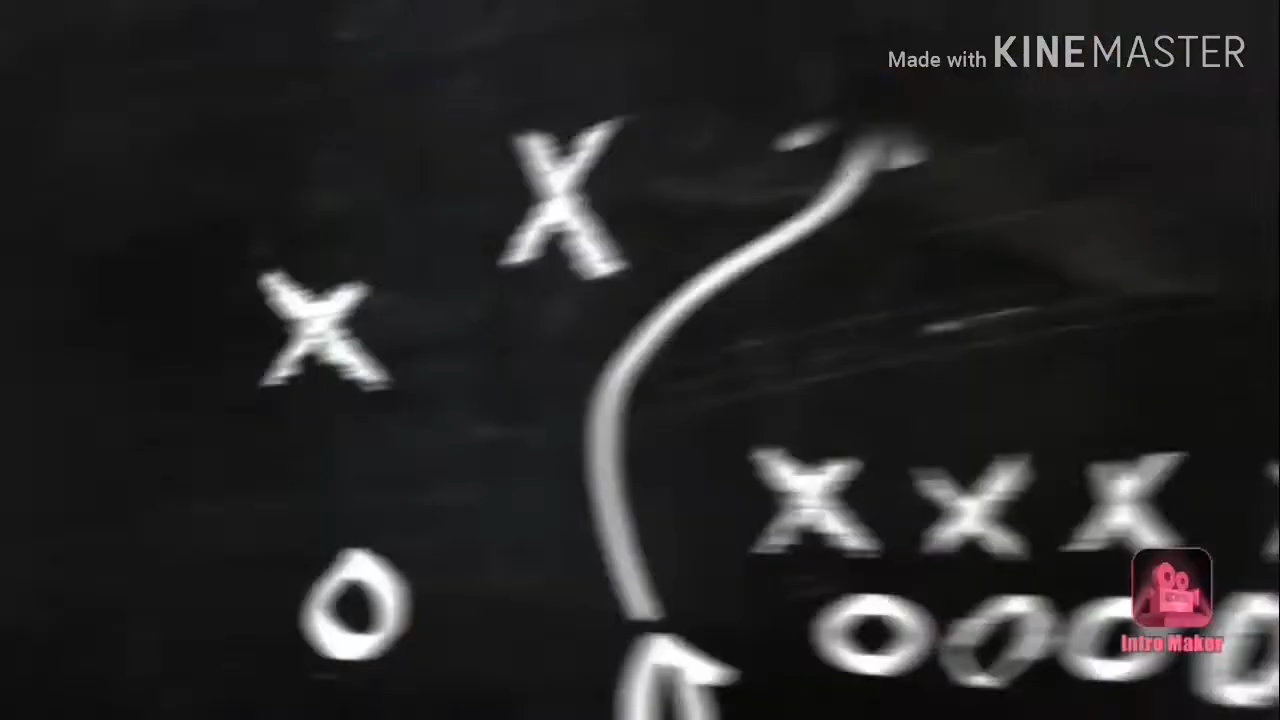 Made with KINEMASTER
X
X
X X X
O
O O O O
Intro Maker